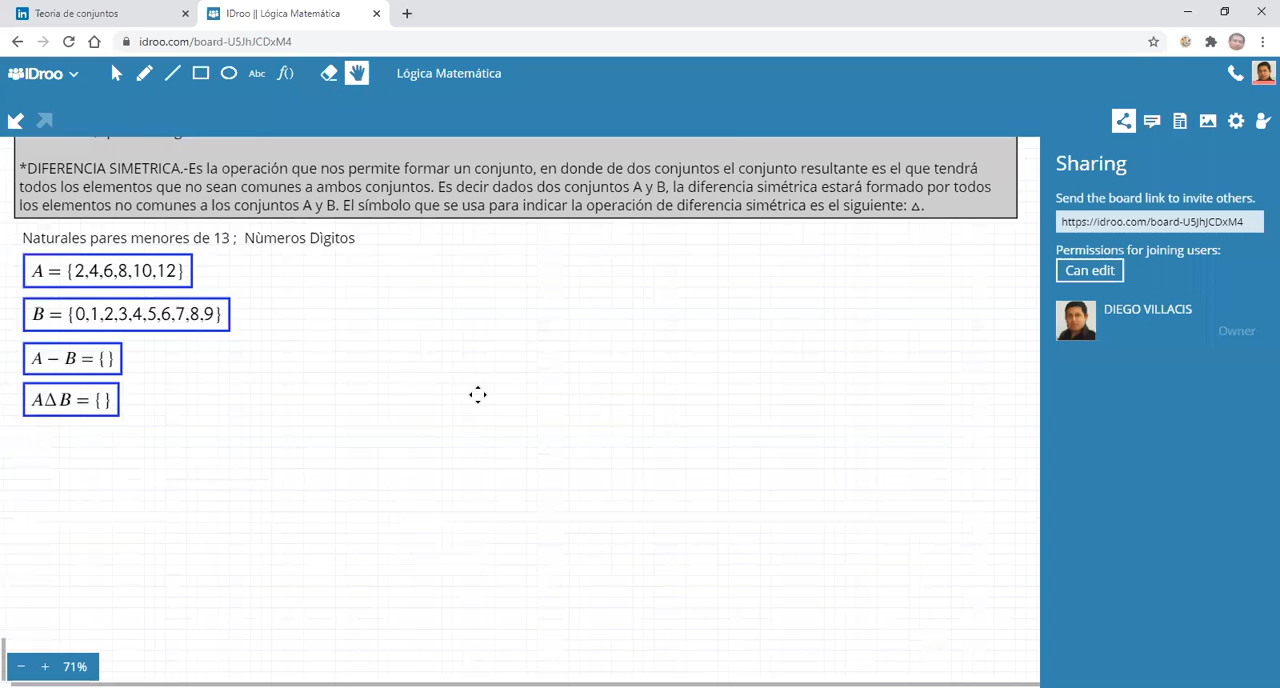 Teoria de conjuntos
IDroo || Lógica Matemática
idroo.com/board-U5JhJCDxM4
IDroo
Abc
f()
Lógica Matemática
*DIFERENCIA SIMETRICA.-Es la operación que nos permite formar un conjunto, en donde de dos conjuntos el conjunto resultante es el que tendrá
todos los elementos que no sean comunes a ambos conjuntos. Es decir dados dos conjuntos A y B, la diferencia simétrica estará formado por todos
los elementos no comunes a los conjuntos A y B. El símbolo que se usa para indicar la operación de diferencia simétrica es el siguiente: △.
Naturales pares menores de 13 ; Nùmeros Dìgitos
A = {2,4,6,8,10,12}
B = {0,1,2,3,4,5,6,7,8,9}
A − B = {}
A Δ B = {}
71%
Sharing
Send the board link to invite others.
https://idroo.com/board-U5JhJCDxM4
Permissions for joining users:
Can edit
DIEGO VILLACIS
Owner